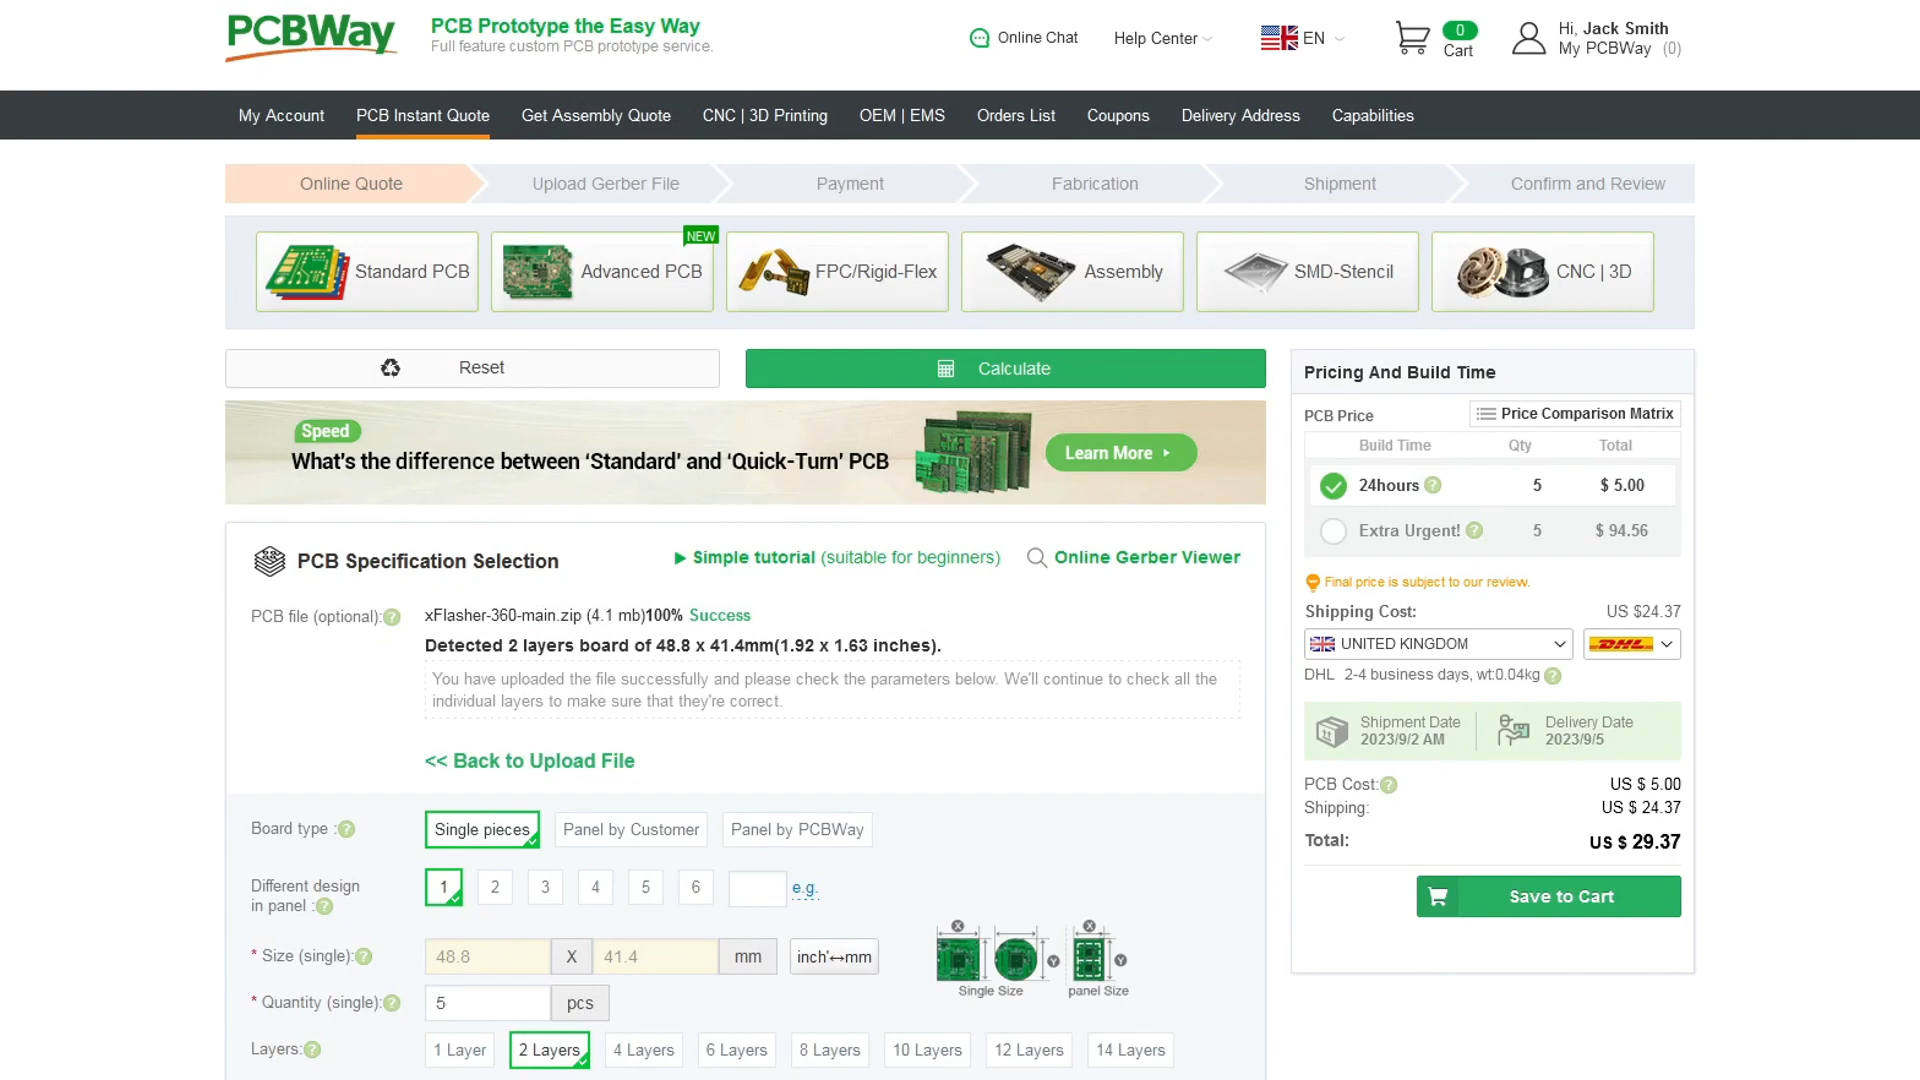 PCBWay
PCB Prototype the Easy Way
Full feature custom PCB prototype service.
Online Chat
Help Center
EN
0
Cart
Hi, Jack Smith
My PCBWay (0)
My Account
PCB Instant Quote
Get Assembly Quote
CNC | 3D Printing
OEM | EMS
Orders List
Coupons
Delivery Address
Capabilities
Online Quote
Upload Gerber File
Payment
Fabrication
Shipment
Confirm and Review
Standard PCB
NEW
Advanced PCB
FPC/Rigid-Flex
Assembly
SMD-Stencil
CNC | 3D
Reset
Calculate
Speed
What's the difference between ‘Standard’ and ‘Quick-Turn’ PCB
Learn More
PCB Specification Selection
Simple tutorial (suitable for beginners)
Online Gerber Viewer
PCB file (optional):?
xFlasher-360-main.zip (4.1 mb)100% Success
Detected 2 layers board of 48.8 x 41.4mm(1.92 x 1.63 inches).
You have uploaded the file successfully and please check the parameters below. We'll continue to check all the
individual layers to make sure that they're correct.
<< Back to Upload File
Board type :?
Single pieces
Panel by Customer
Panel by PCBWay
Different design
in panel :?
1
2
3
4
5
6
e.g.
* Size (single):?
48.8
X
41.4
mm
inch'↔mm
X
Y
Single Size
X
Y
panel Size
* Quantity (single):?
5
pcs
Layers:?
1 Layer
2 Layers
4 Layers
6 Layers
8 Layers
10 Layers
12 Layers
14 Layers
Pricing And Build Time
PCB Price
Price Comparison Matrix
Build Time Qty Total
24hours ? 5 $ 5.00
Extra Urgent! ? 5 $ 94.56
Final price is subject to our review.
Shipping Cost: US $24.37
UNITED KINGDOM
DHL
DHL 2-4 business days, wt:0.04kg ?
Shipment Date
2023/9/2 AM
Delivery Date
2023/9/5
PCB Cost:? US $ 5.00
Shipping: US $ 24.37
Total: US $ 29.37
Save to Cart